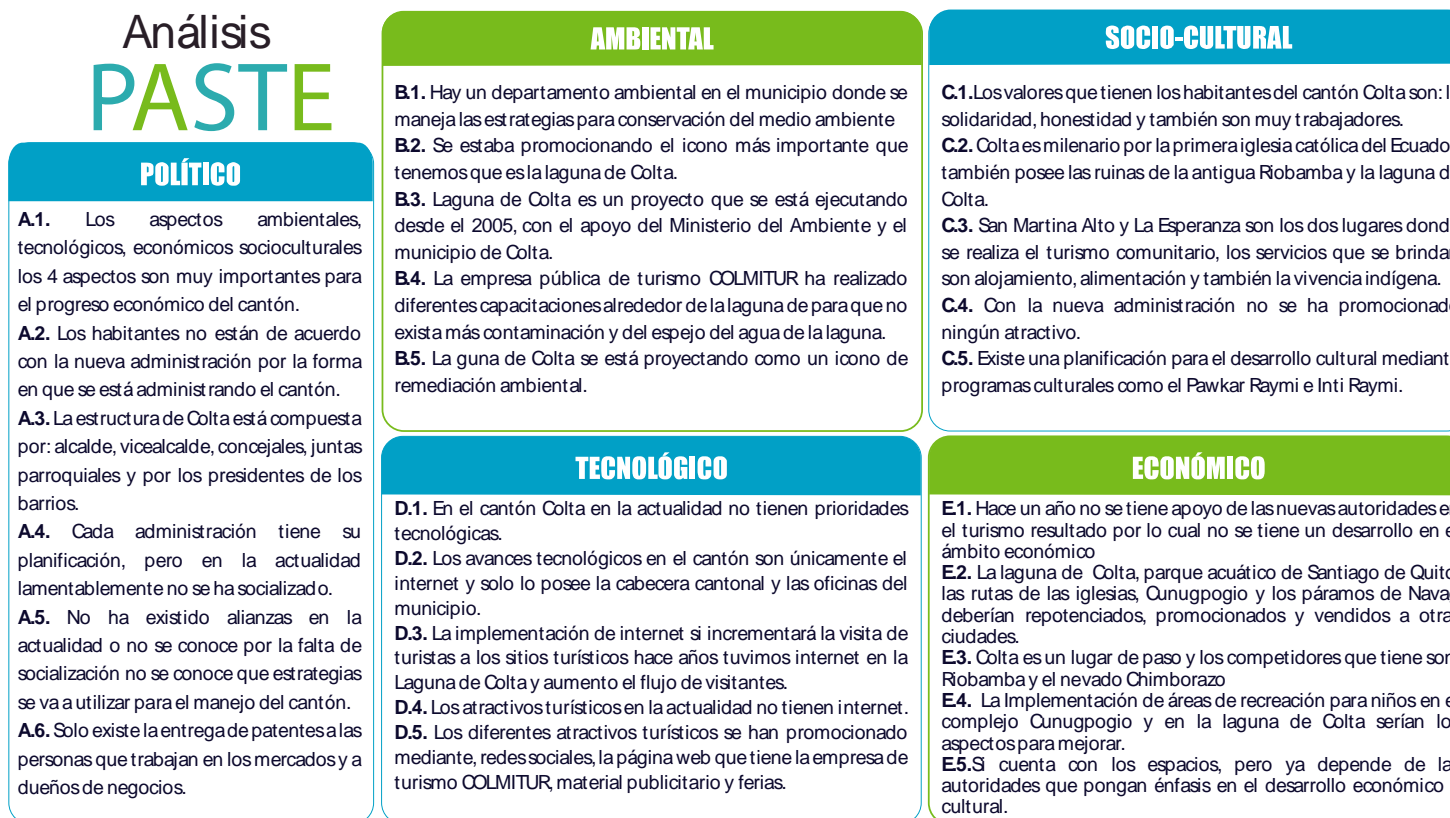 Análisis
PASTE
POLÍTICO
A.1. Los aspectos ambientales,
tecnológicos, económicos socioculturales
los 4 aspectos son muy importantes para
el progreso económico del cantón.
A.2. Los habitantes no están de acuerdo
con la nueva administración por la forma
en que se está administrando el cantón.
A.3. La estructura de Colta está compuesta
por: alcalde, vicealcalde, concejales, juntas
parroquiales y por los presidentes de los
barrios.
A.4. Cada administración tiene su
planificación, pero en la actualidad
lamentablemente no se ha socializado.
A.5. No ha existido alianzas en la
actualidad o no se conoce por la falta de
socialización no se conoce que estrategias
se va a utilizar para el manejo del cantón.
A.6. Solo existe la entrega de patentes a las
personas que trabajan en los mercados y a
dueños de negocios.
AMBIENTAL
B.1. Hay un departamento ambiental en el municipio donde se
maneja las estrategias para conservación del medio ambiente
B.2. Se estaba promocionando el icono más importante que
tenemos que es la laguna de Colta.
B.3. Laguna de Colta es un proyecto que se está ejecutando
desde el 2005, con el apoyo del Ministerio del Ambiente y el
municipio de Colta.
B.4. La empresa pública de turismo COLMITUR ha realizado
diferentes capacitaciones alrededor de la laguna de para que no
exista más contaminación y del espejo del agua de la laguna.
B.5. La guna de Colta se está proyectando como un icono de
remediación ambiental.
SOCIO-CULTURAL
C.1.Los valores que tienen los habitantes del cantón Colta son: l
solidaridad, honestidad y también son muy trabajadores.
C.2. Colta es milenario por la primera iglesia católica del Ecuado
también posee las ruinas de la antigua Riobamba y la laguna d
Colta.
C.3. San Martina Alto y La Esperanza son los dos lugares dond
se realiza el turismo comunitario, los servicios que se brindan
son alojamiento, alimentación y también la vivencia indígena.
C.4. Con la nueva administración no se ha promocionad
ningún atractivo.
C.5. Existe una planificación para el desarrollo cultural mediant
programas culturales como el Pawkar Raymi e Inti Raymi.
TECNOLÓGICO
D.1. En el cantón Colta en la actualidad no tienen prioridades
tecnológicas.
D.2. Los avances tecnológicos en el cantón son únicamente el
internet y solo lo posee la cabecera cantonal y las oficinas del
municipio.
D.3. La implementación de internet si incrementará la visita de
turistas a los sitios turísticos hace años tuvimos internet en la
Laguna de Colta y aumento el flujo de visitantes.
D.4. Los atractivos turísticos en la actualidad no tienen internet.
D.5. Los diferentes atractivos turísticos se han promocionado
mediante, redes sociales, la página web que tiene la empresa de
turismo COLMITUR, material publicitario y ferias.
ECONÓMICO
E.1. Hace un año no se tiene apoyo de las nuevas autoridades en
el turismo resultado por lo cual no se tiene un desarrollo en e
ámbito económico
E.2. La laguna de Colta, parque acuático de Santiago de Quito
las rutas de las iglesias, Cunugpogio y los páramos de Nava
deberían repotenciados, promocionados y vendidos a otra
ciudades.
E.3. Colta es un lugar de paso y los competidores que tiene son
Riobamba y el nevado Chimborazo
E.4. La Implementación de áreas de recreación para niños en e
complejo Cunugpogio y en la laguna de Colta serían lo
aspectos para mejorar.
E.5.Si cuenta con los espacios, pero ya depende de la
autoridades que pongan énfasis en el desarrollo económico
cultural.